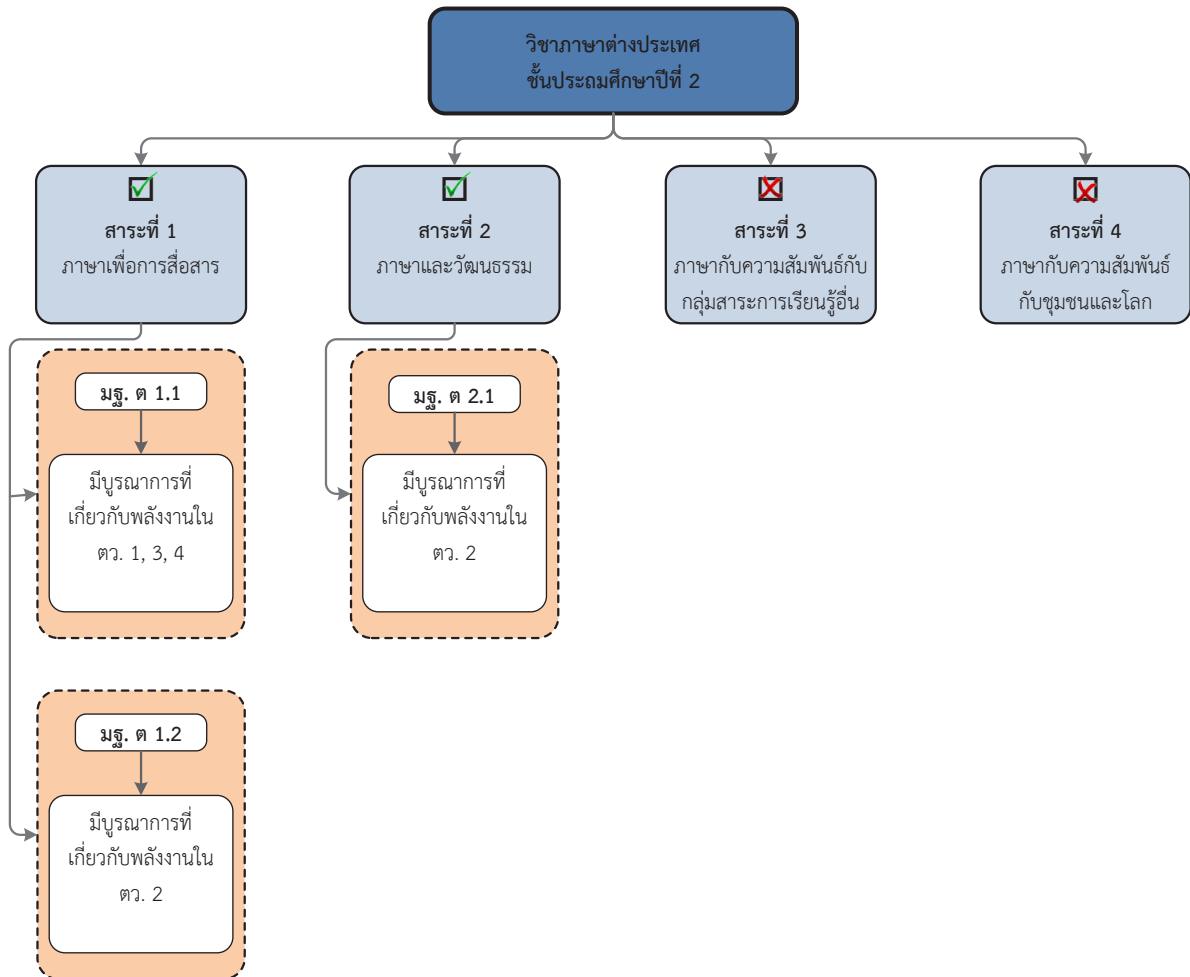 วิชาภาษาต่างประเทศ
ชั้นประถมศึกษาปีที่ 2
สาระที่ 1
ภาษาเพื่อการสื่อสาร
สาระที่ 2
ภาษาและวัฒนธรรม
สาระที่ 3
ภาษากับความสัมพันธ์กับ
กลุ่มสาระการเรียนรู้อื่น
สาระที่ 4
ภาษากับความสัมพันธ์
กับชุมชนและโลก
มฐ. ต 1.1
มีบูรณาการที่
เกี่ยวกับพลังงานใน
ตว. 1, 3, 4
มฐ. ต 2.1
มีบูรณาการที่
เกี่ยวกับพลังงานใน
ตว. 2
มฐ. ต 1.2
มีบูรณาการที่
เกี่ยวกับพลังงานใน
ตว. 2